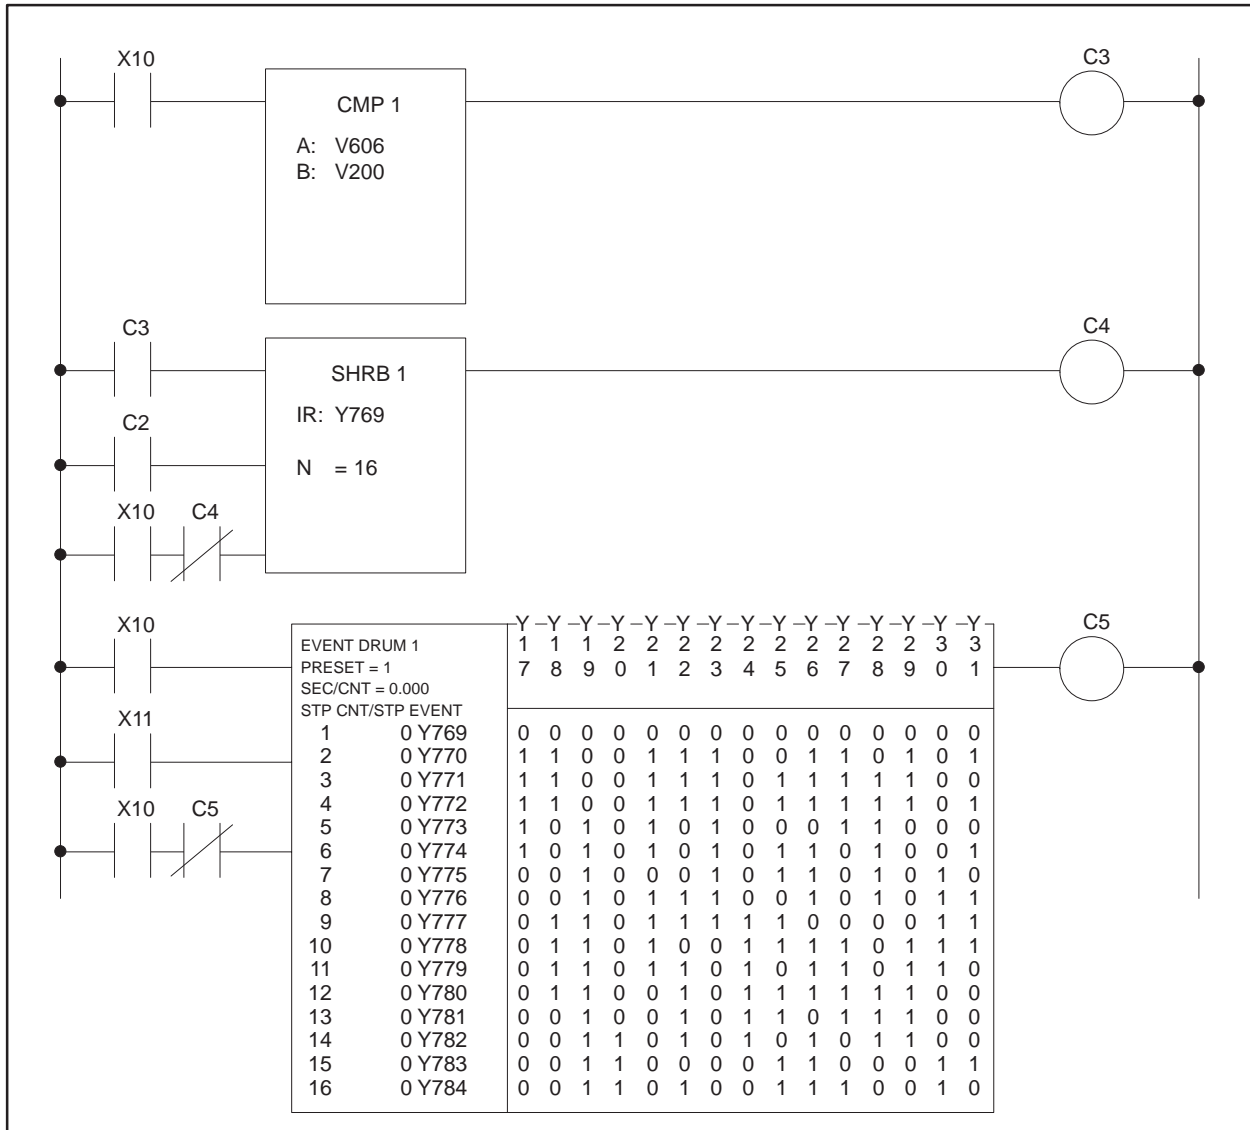 X10 C3
CMP 1
A: V606
B: V200
C3 C4
SHRB 1
IR: Y769
C2
N = 16
X10 C4
X10 C5
EVENT DRUM 1 Y Y Y Y Y Y Y Y Y Y Y Y Y Y Y
1 1 1 2 2 2 2 2 2 2 2 2 2 3 3
PRESET = 1 7 8 9 0 1 2 3 4 5 6 7 8 9 0 1
SEC/CNT = 0.000
STP CNT/STP EVENT
X11
1 0 Y769 0 0 0 0 0 0 0 0 0 0 0 0 0 0 0
2 0 Y770 1 1 0 0 1 1 1 0 0 1 1 0 1 0 1
3 0 Y771 1 1 0 0 1 1 1 0 1 1 1 1 1 0 0
4 0 Y772 1 1 0 0 1 1 1 0 1 1 1 1 1 0 1
X10 C5
5 0 Y773 1 0 1 0 1 0 1 0 0 0 1 1 0 0 0
6 0 Y774 1 0 1 0 1 0 1 0 1 1 0 1 0 0 1
7 0 Y775 0 0 1 0 0 0 1 0 1 1 0 1 0 1 0
8 0 Y776 0 0 1 0 1 1 1 0 0 1 0 1 0 1 1
9 0 Y777 0 1 1 0 1 1 1 1 1 0 0 0 0 1 1
10 0 Y778 0 1 1 0 1 0 0 1 1 1 1 0 1 1 1
11 0 Y779 0 1 1 0 1 1 0 1 0 1 1 0 1 1 0
12 0 Y780 0 1 1 0 0 1 0 1 1 1 1 1 1 0 0
13 0 Y781 0 0 1 0 0 1 0 1 1 0 1 1 1 0 0
14 0 Y782 0 0 1 1 0 1 0 1 0 1 0 1 1 0 0
15 0 Y783 0 0 1 1 0 0 0 0 1 1 0 0 0 1 1
16 0 Y784 0 0 1 1 0 1 0 0 1 1 1 0 0 1 0